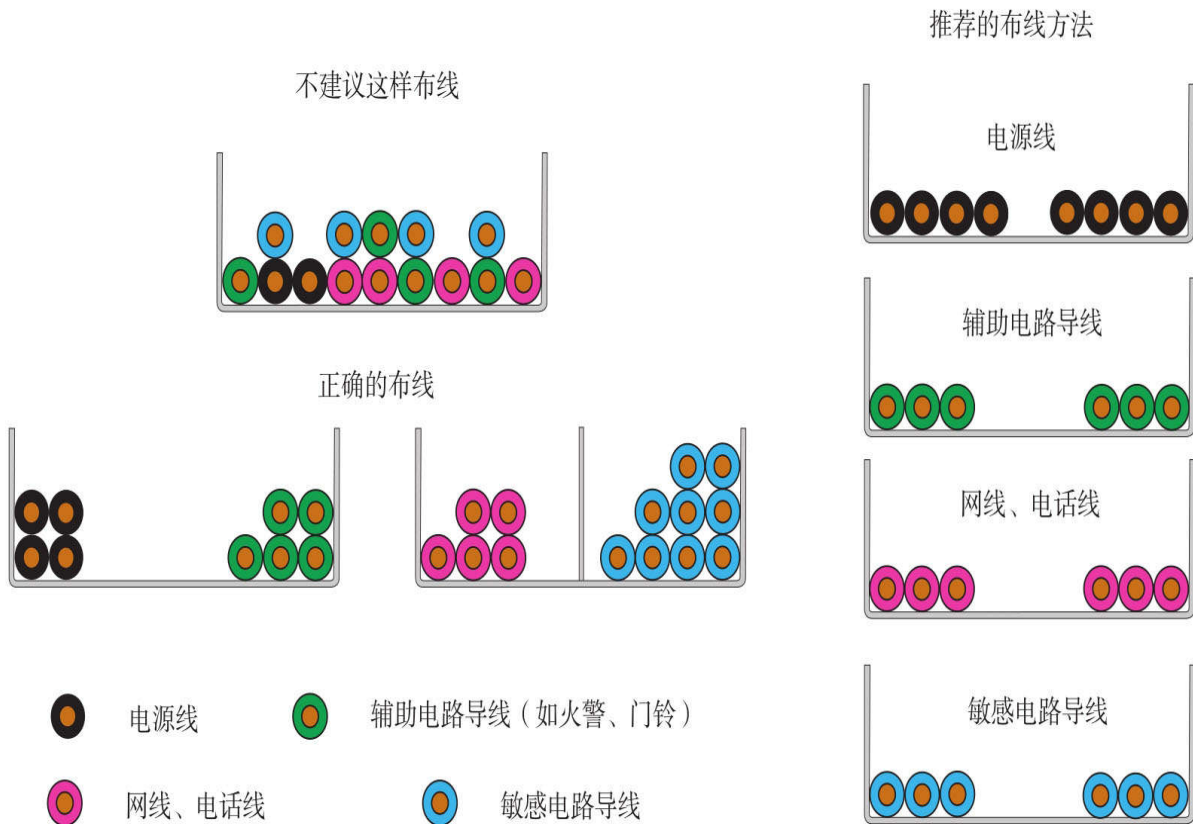 不建议这样布线
正确的布线
推荐的布线方法
电源线
辅助电路导线
网线、电话线
敏感电路导线
电源线
辅助电路导线（如火警、门铃）
网线、电话线
敏感电路导线